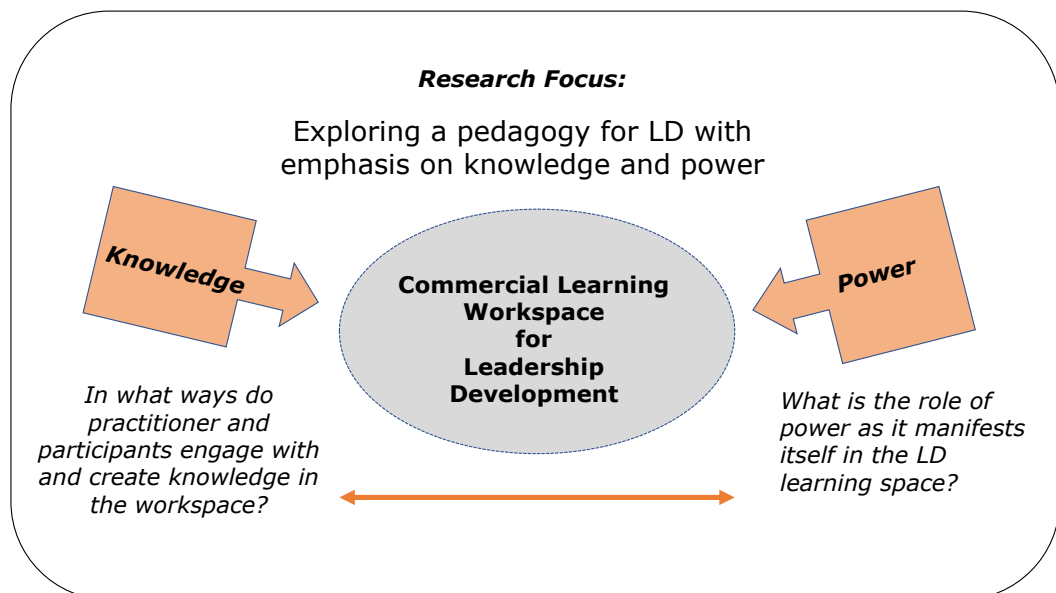 Research Focus:
Exploring a pedagogy for LD with
emphasis on knowledge and power
Knowledge
Commercial Learning
Workspace
for
Leadership
Development
Power
In what ways do
practitioner and
participants engage with
and create knowledge in
the workspace?
What is the role of
power as it manifests
itself in the LD
learning space?